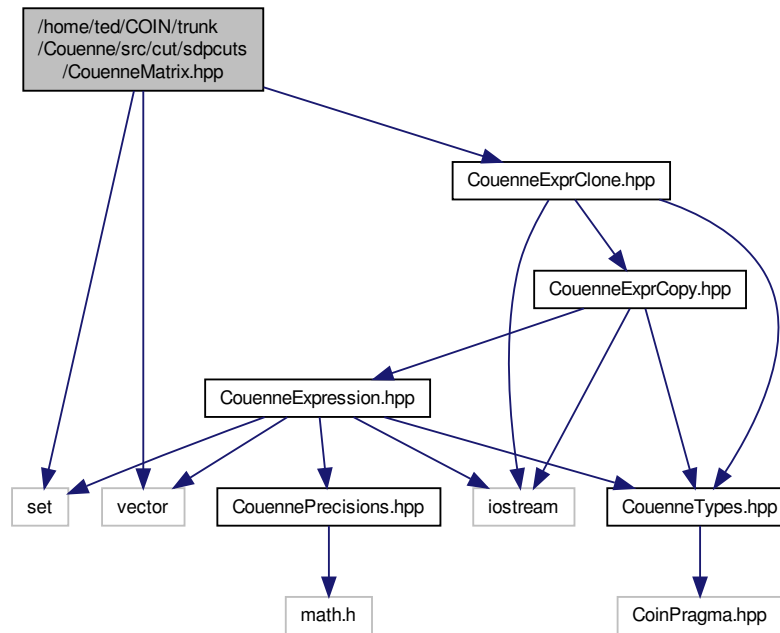 /home/ted/COIN/trunk
/Couenne/src/cut/sdpcuts
/CouenneMatrix.hpp
CouenneExprClone.hpp
CouenneExprCopy.hpp
CouenneExpression.hpp
set
vector
CouennePrecisions.hpp
iostream
CouenneTypes.hpp
math.h
CoinPragma.hpp